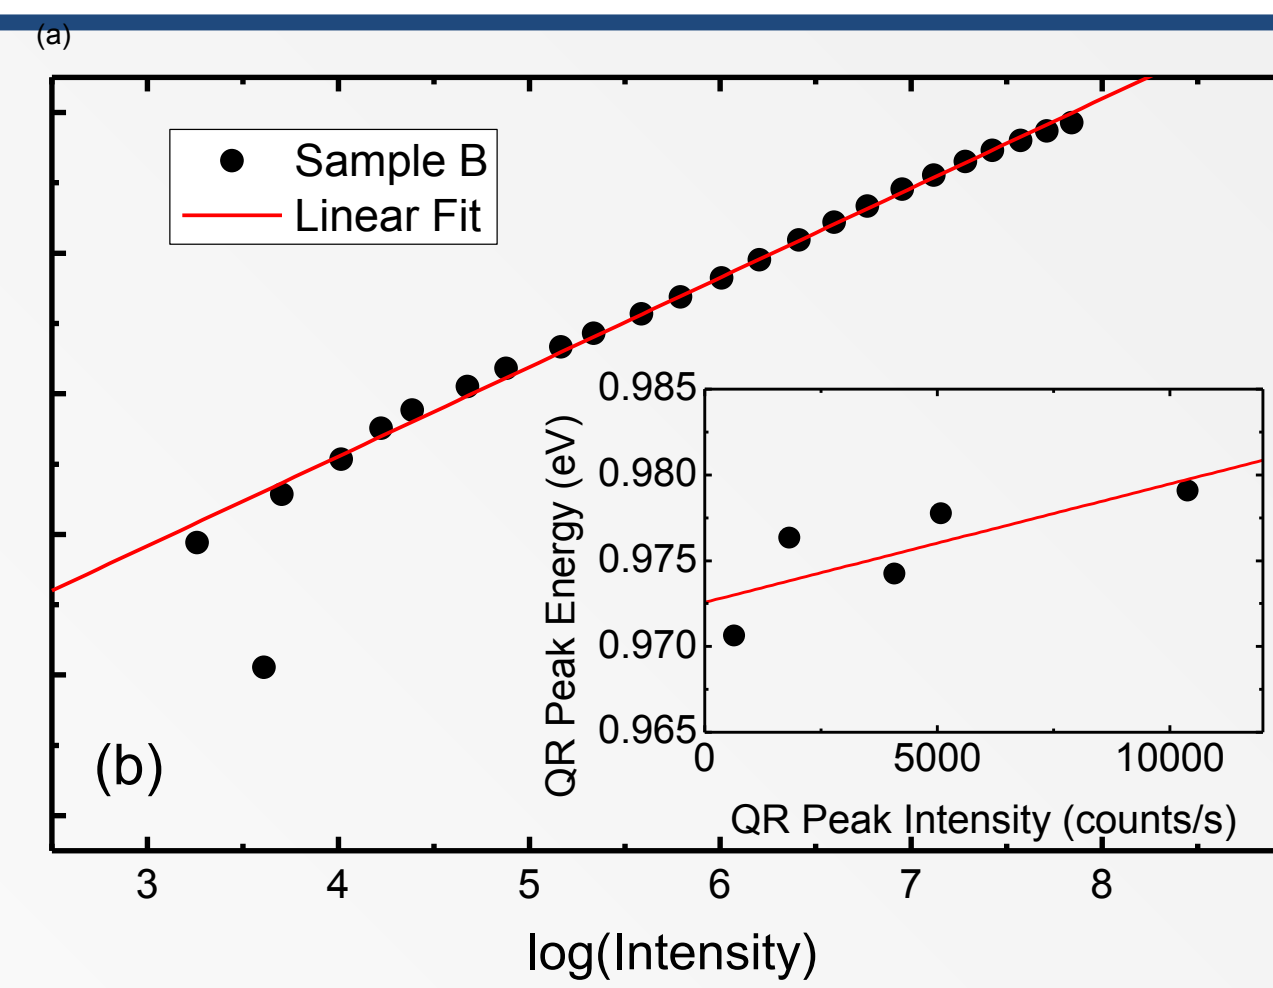 (a)
Sample B
Linear Fit
0.985
0.980
0.975
0.970
0.965
QR Peak Energy (eV)
0 5000 10000
QR Peak Intensity (counts/s)
(b)
3 4 5 6 7 8
log(Intensity)